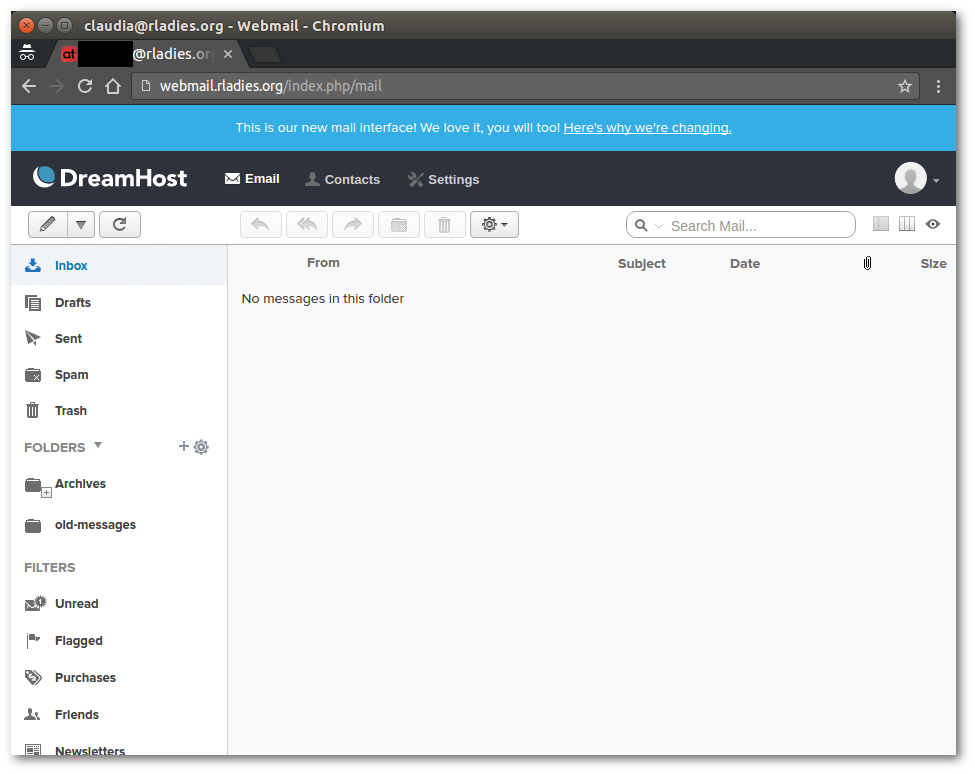 claudia@rladies.org - Webmail - Chromium
at @rladies.org
webmail.rladies.org/index.php/mail
This is our new mail interface! We love it, you will too! Here's why we're changing.
DreamHost Email Contacts Settings
Search Mail...
Inbox
From Subject Date Size
No messages in this folder
Drafts
Sent
Spam
Trash
FOLDERS
Archives
old-messages
FILTERS
Unread
Flagged
Purchases
Friends
Newsletters